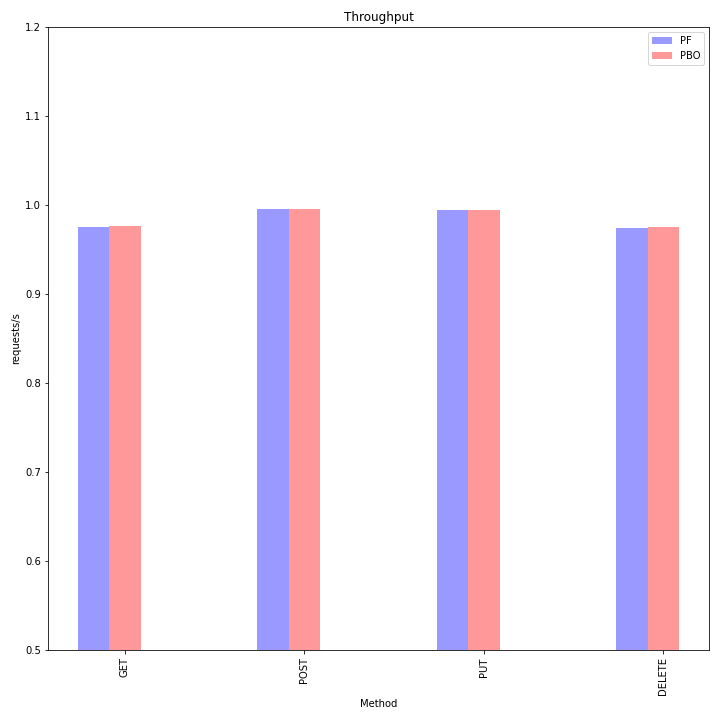 Throughput
PF
PBO
1.2
1.1
1.0
0.9
0.8
0.7
0.6
0.5
requests/s
GET
POST
PUT
DELETE
Method